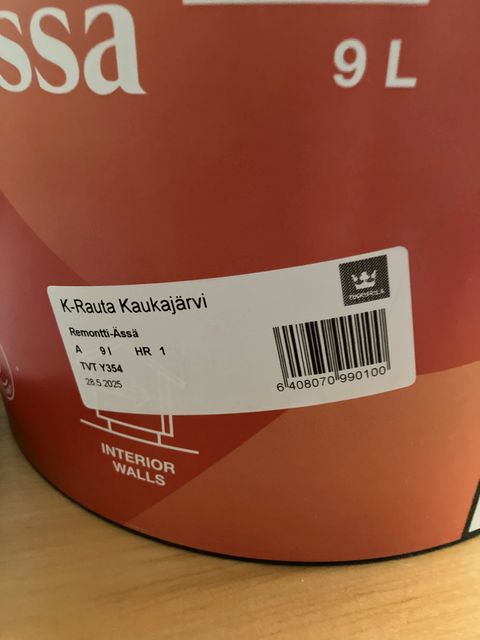 ssa
9 L
K-Rauta Kaukajärvi
TIKKURILA
Remontti-Ässä
A 9 l HR 1
TVT Y354
28.5.2025
6 408070 990100
INTERIOR
WALLS